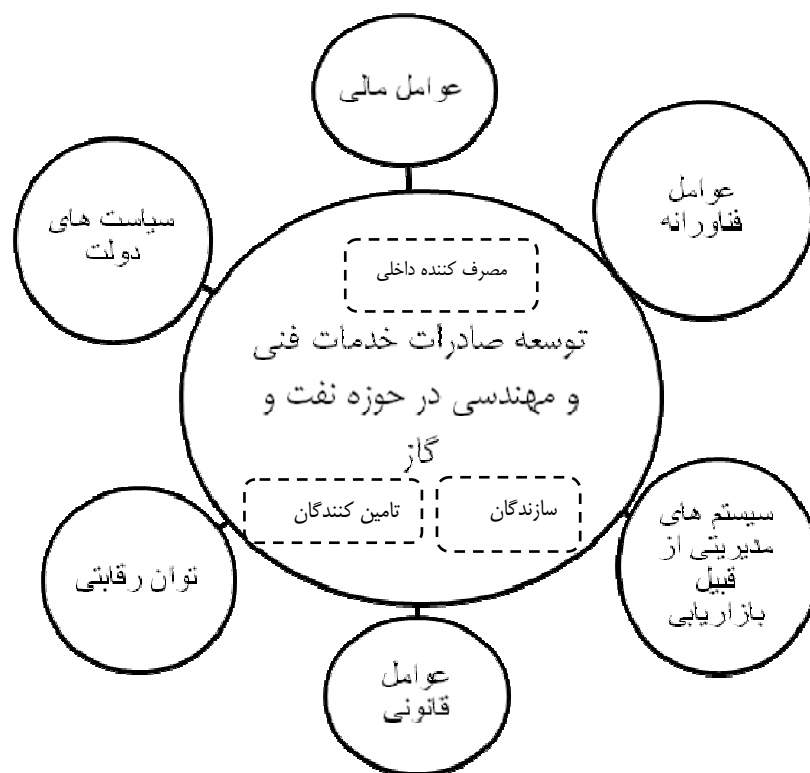 عوامل مالی
عوامل
فناورانه
سیاست های
دولت
مصرف کننده داخلی
توسعه صادرات خدمات فنی
و مهندسی در حوزه نفت و
گاز
سازندگان
تامین کنندگان
سیستم های
مدیریتی از
قبیل
بازاریابی
توان رقابتی
عوامل
قانونی